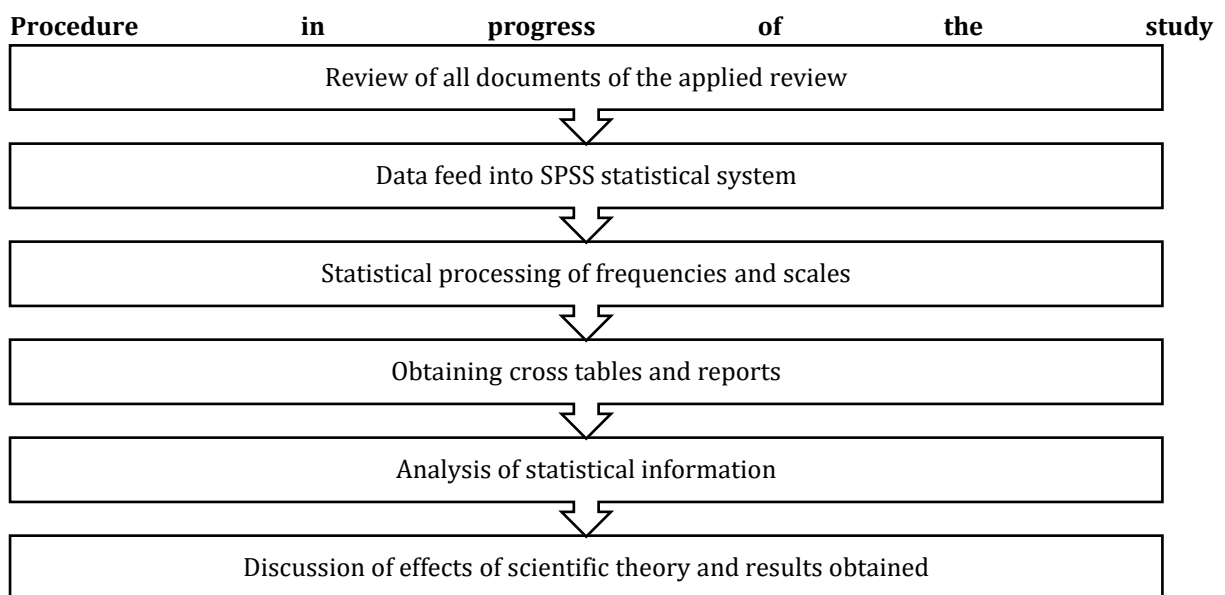 Procedure in progress of the study
Review of all documents of the applied review
Data feed into SPSS statistical system
Statistical processing of frequencies and scales
Obtaining cross tables and reports
Analysis of statistical information
Discussion of effects of scientific theory and results obtained